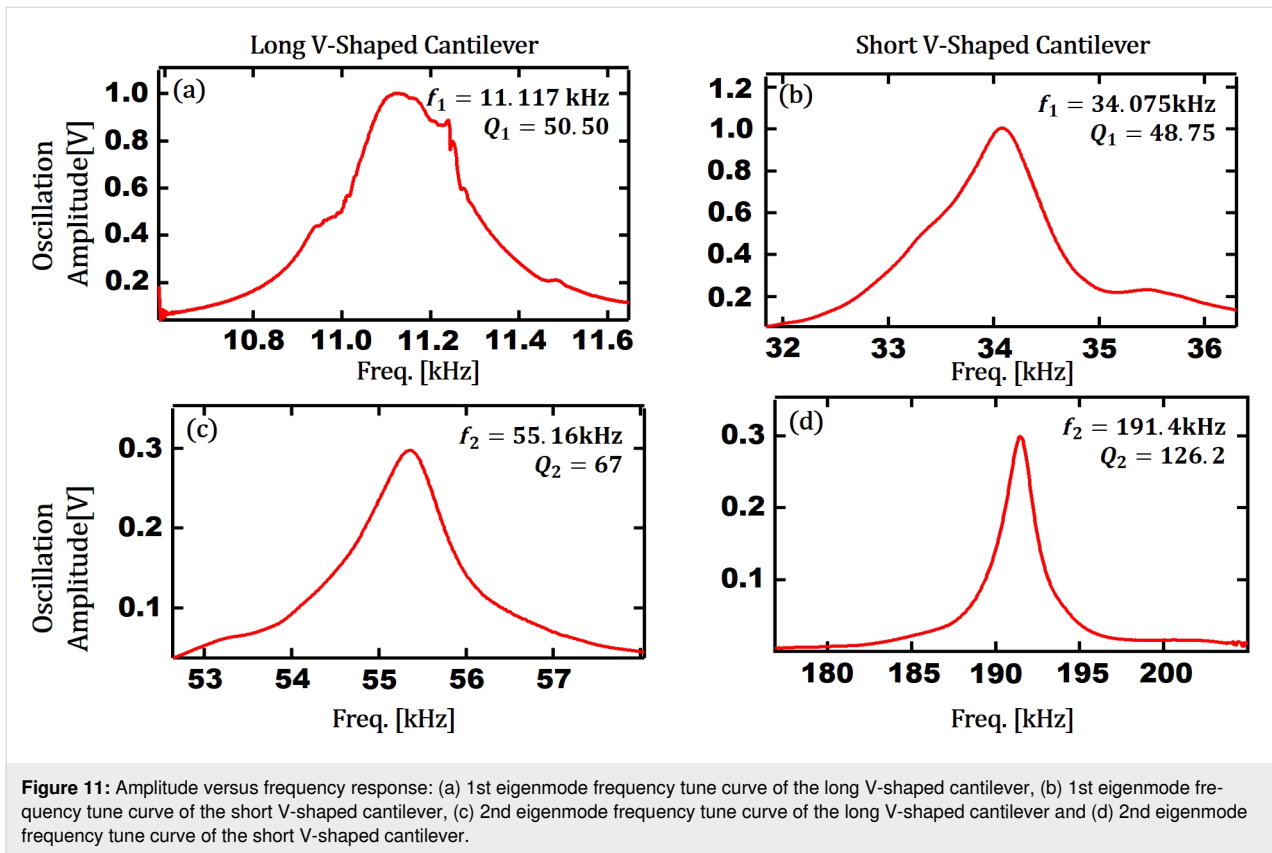 Long V-Shaped Cantilever
Short V-Shaped Cantilever
(a)
f₁ = 11.117 kHz
Q₁ = 50.50
Oscillation
Amplitude[V]
1.0
0.8
0.6
0.4
0.2
10.8 11.0 11.2 11.4 11.6
Freq. [kHz]
(b)
f₁ = 34.075kHz
Q₁ = 48.75
1.2
1.0
0.8
0.6
0.4
0.2
32 33 34 35 36
Freq. [kHz]
(c)
f₂ = 55.16kHz
Q₂ = 67
Oscillation
Amplitude[V]
0.3
0.2
0.1
53 54 55 56 57
Freq. [kHz]
(d)
f₂ = 191.4kHz
Q₂ = 126.2
0.3
0.2
0.1
180 185 190 195 200
Freq. [kHz]
Figure 11: Amplitude versus frequency response: (a) 1st eigenmode frequency tune curve of the long V-shaped cantilever, (b) 1st eigenmode fre-
quency tune curve of the short V-shaped cantilever, (c) 2nd eigenmode frequency tune curve of the long V-shaped cantilever and (d) 2nd eigenmode
frequency tune curve of the short V-shaped cantilever.